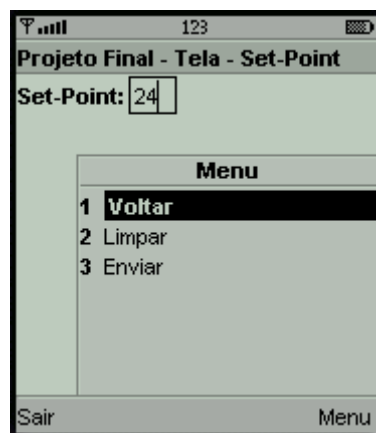 123
Projeto Final - Tela - Set-Point
Set-Point: 24
Menu
1 Voltar
2 Limpar
3 Enviar
Sair Menu